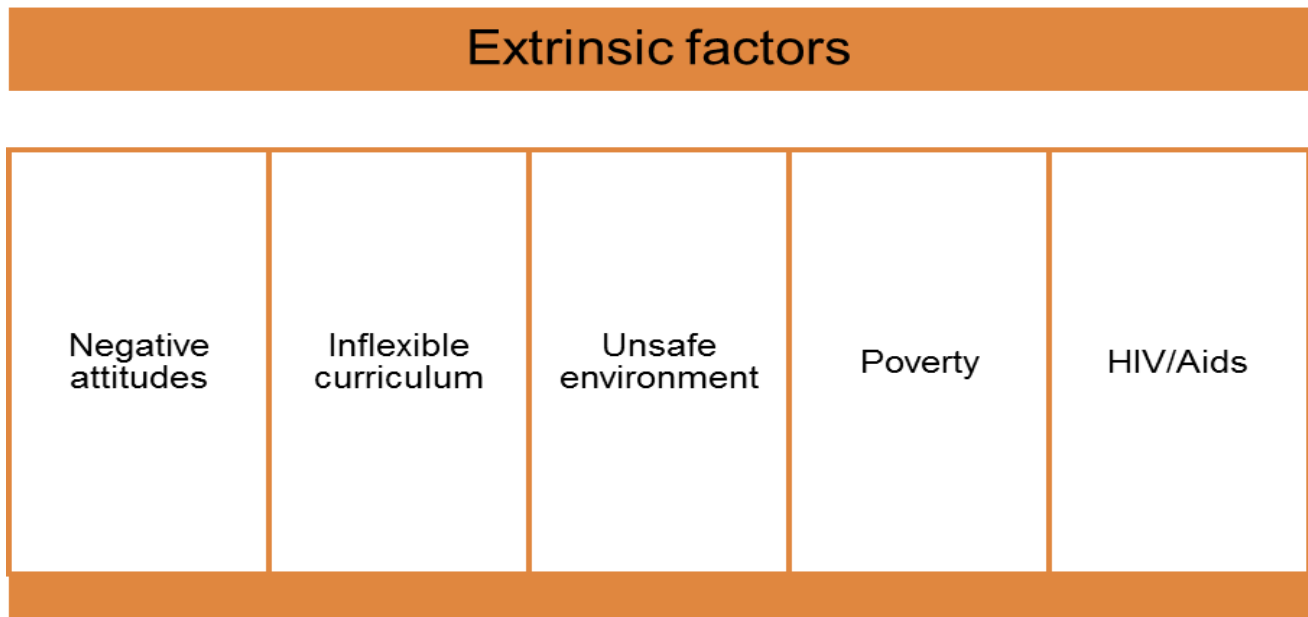 Extrinsic factors
Negative
attitudes
Inflexible
curriculum
Unsafe
environment
Poverty
HIV/Aids